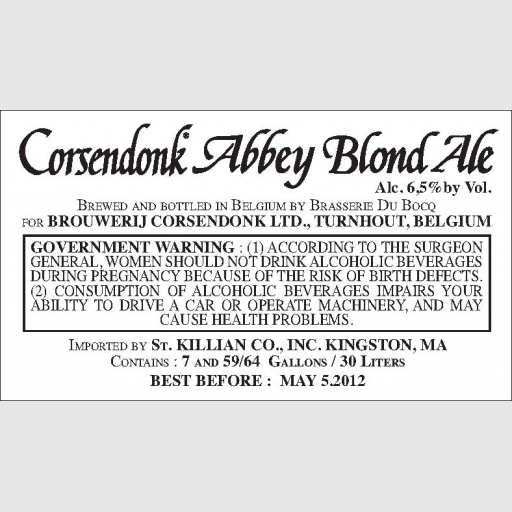 Corsendonk® Abbey Blond Ale
Alc. 6,5%by Vol.
BREWED AND BOTTLED IN BELGIUM BY BRASSERIE DU BOCQ
FOR BROUWERIJ CORSENDONK LTD., TURNHOUT, BELGIUM
GOVERNMENT WARNING : (1) ACCORDING TO THE SURGEON
GENERAL, WOMEN SHOULD NOT DRINK ALCOHOLIC BEVERAGES
DURING PREGNANCY BECAUSE OF THE RISK OF BIRTH DEFECTS.
(2) CONSUMPTION OF ALCOHOLIC BEVERAGES IMPAIRS YOUR
ABILITY TO DRIVE A CAR OR OPERATE MACHINERY, AND MAY
CAUSE HEALTH PROBLEMS.
IMPORTED BY ST. KILLIAN CO., INC. KINGSTON, MA
CONTAINS : 7 AND 59/64 GALLONS / 30 LITERS
BEST BEFORE : MAY 5.2012